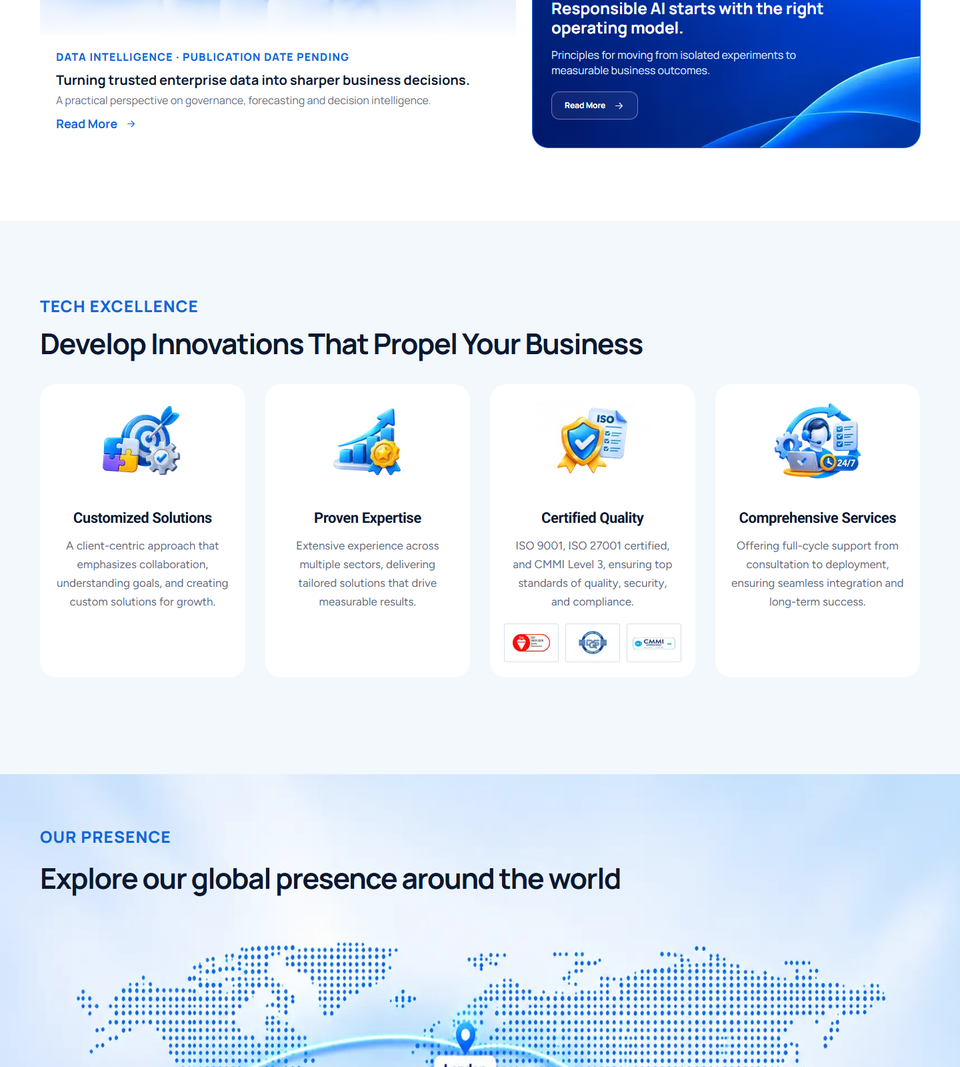 DATA INTELLIGENCE · PUBLICATION DATE PENDING
Turning trusted enterprise data into sharper business decisions.
A practical perspective on governance, forecasting and decision intelligence.
Read More
Responsible AI starts with the right
operating model.
Principles for moving from isolated experiments to
measurable business outcomes.
Read More
TECH EXCELLENCE
Develop Innovations That Propel Your Business
ISO
24/7
Customized Solutions
A client-centric approach that
emphasizes collaboration,
understanding goals, and creating
custom solutions for growth.
Proven Expertise
Extensive experience across
multiple sectors, delivering
tailored solutions that drive
measurable results.
Certified Quality
ISO 9001, ISO 27001 certified,
and CMMI Level 3, ensuring top
standards of quality, security,
and compliance.
CMMI
Comprehensive Services
Offering full-cycle support from
consultation to deployment,
ensuring seamless integration and
long-term success.
OUR PRESENCE
Explore our global presence around the world